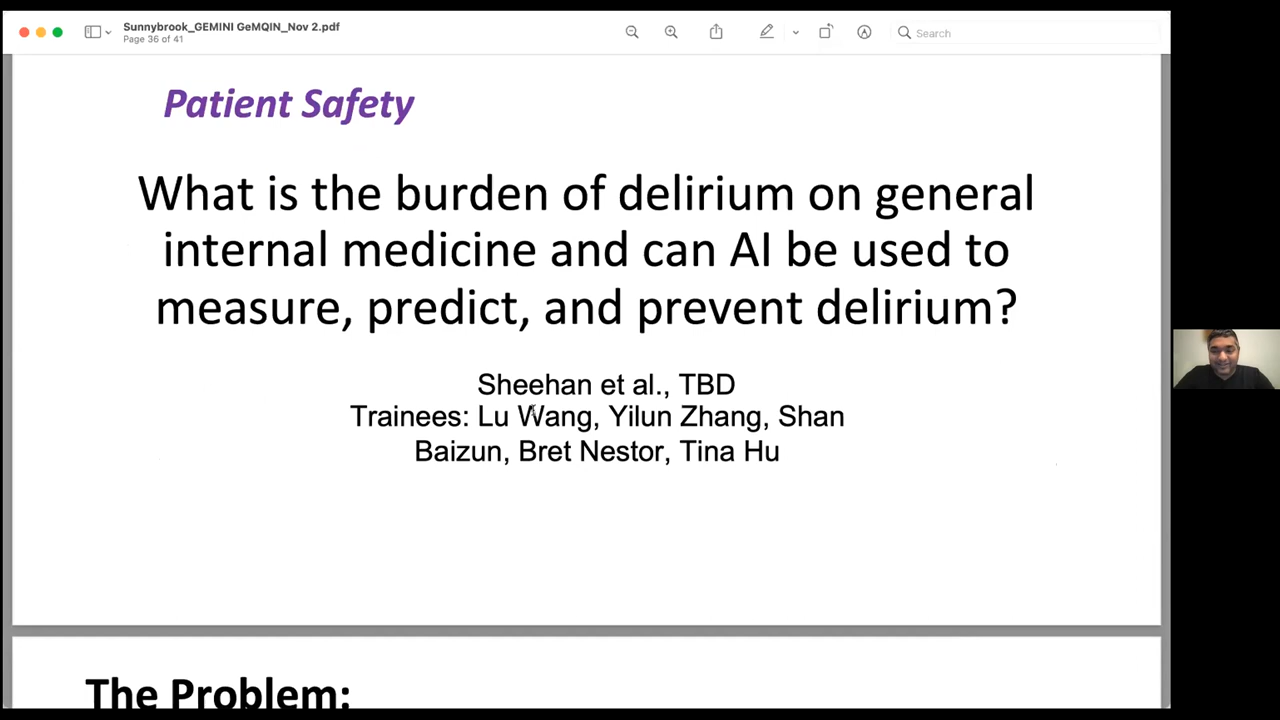 Sunnybrook_GEMINI GeMQIN_Nov 2.pdf
Page 36 of 41
Search
Patient Safety
What is the burden of delirium on general
internal medicine and can AI be used to
measure, predict, and prevent delirium?
Sheehan et al., TBD
Trainees: Lu Wang, Yilun Zhang, Shan
Baizun, Bret Nestor, Tina Hu
The Problem: